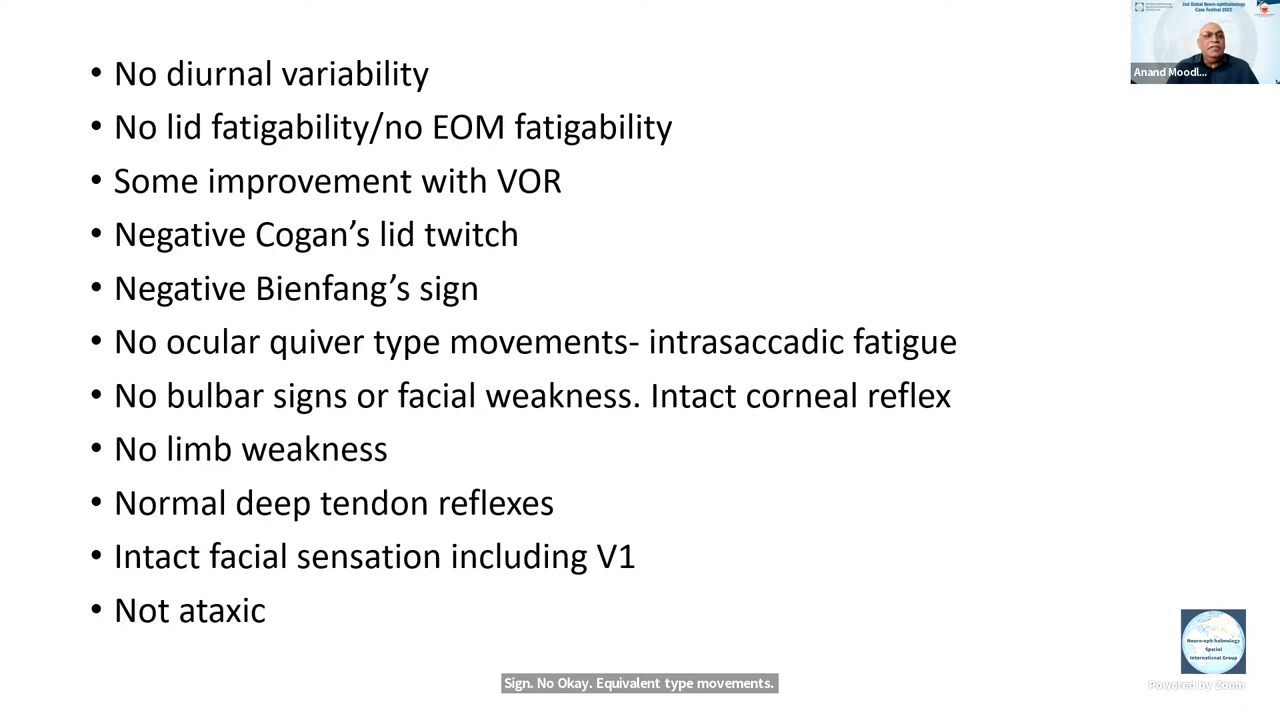 2nd Global Neuro-ophthalmology
Case Festival 2022
Anand Moodl...
• No diurnal variability
• No lid fatigability/no EOM fatigability
• Some improvement with VOR
• Negative Cogan’s lid twitch
• Negative Bienfang’s sign
• No ocular quiver type movements- intrasaccadic fatigue
• No bulbar signs or facial weakness. Intact corneal reflex
• No limb weakness
• Normal deep tendon reflexes
• Intact facial sensation including V1
• Not ataxic
Neuro-ophthalmology
Special
International Group
Powered by Zoom
Sign. No Okay. Equivalent type movements.